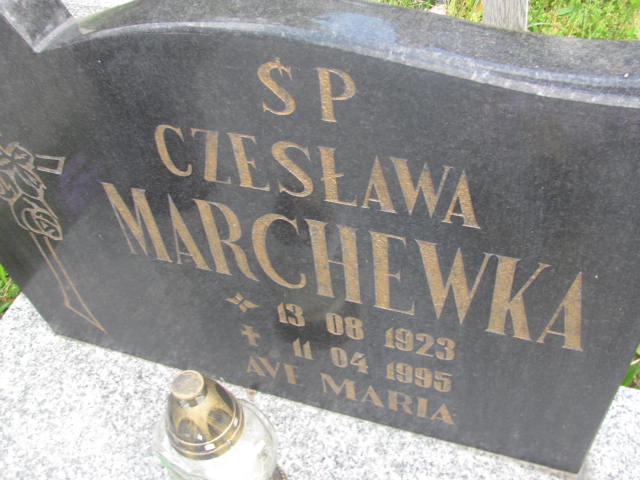 ŚP
CZESŁAWA
MARCHEWKA
13 08 1923
11 04 1995
AVE MARIA